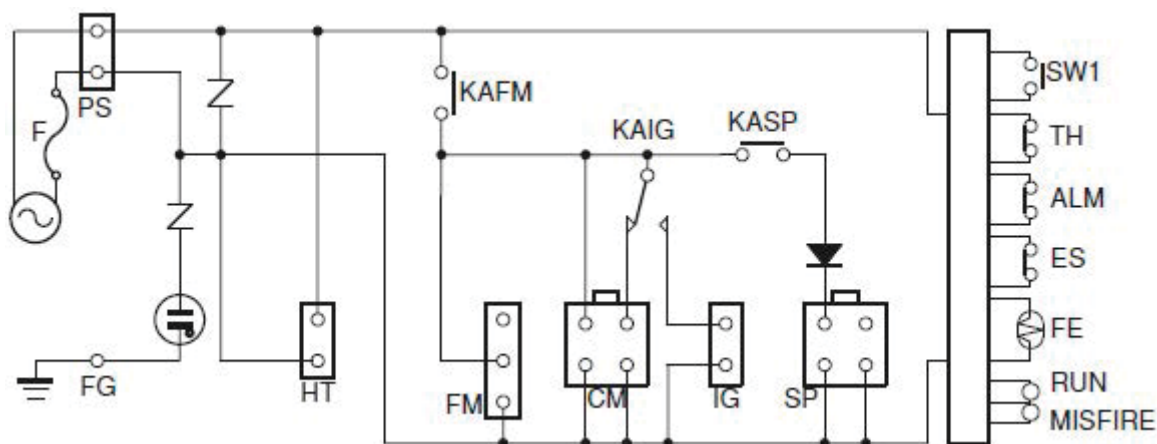 PS
F
KAFM
KAIG
KASP
SW1
TH
ALM
ES
FE
RUN
MISFIRE
FG
HT
FM
CM
IG
SP